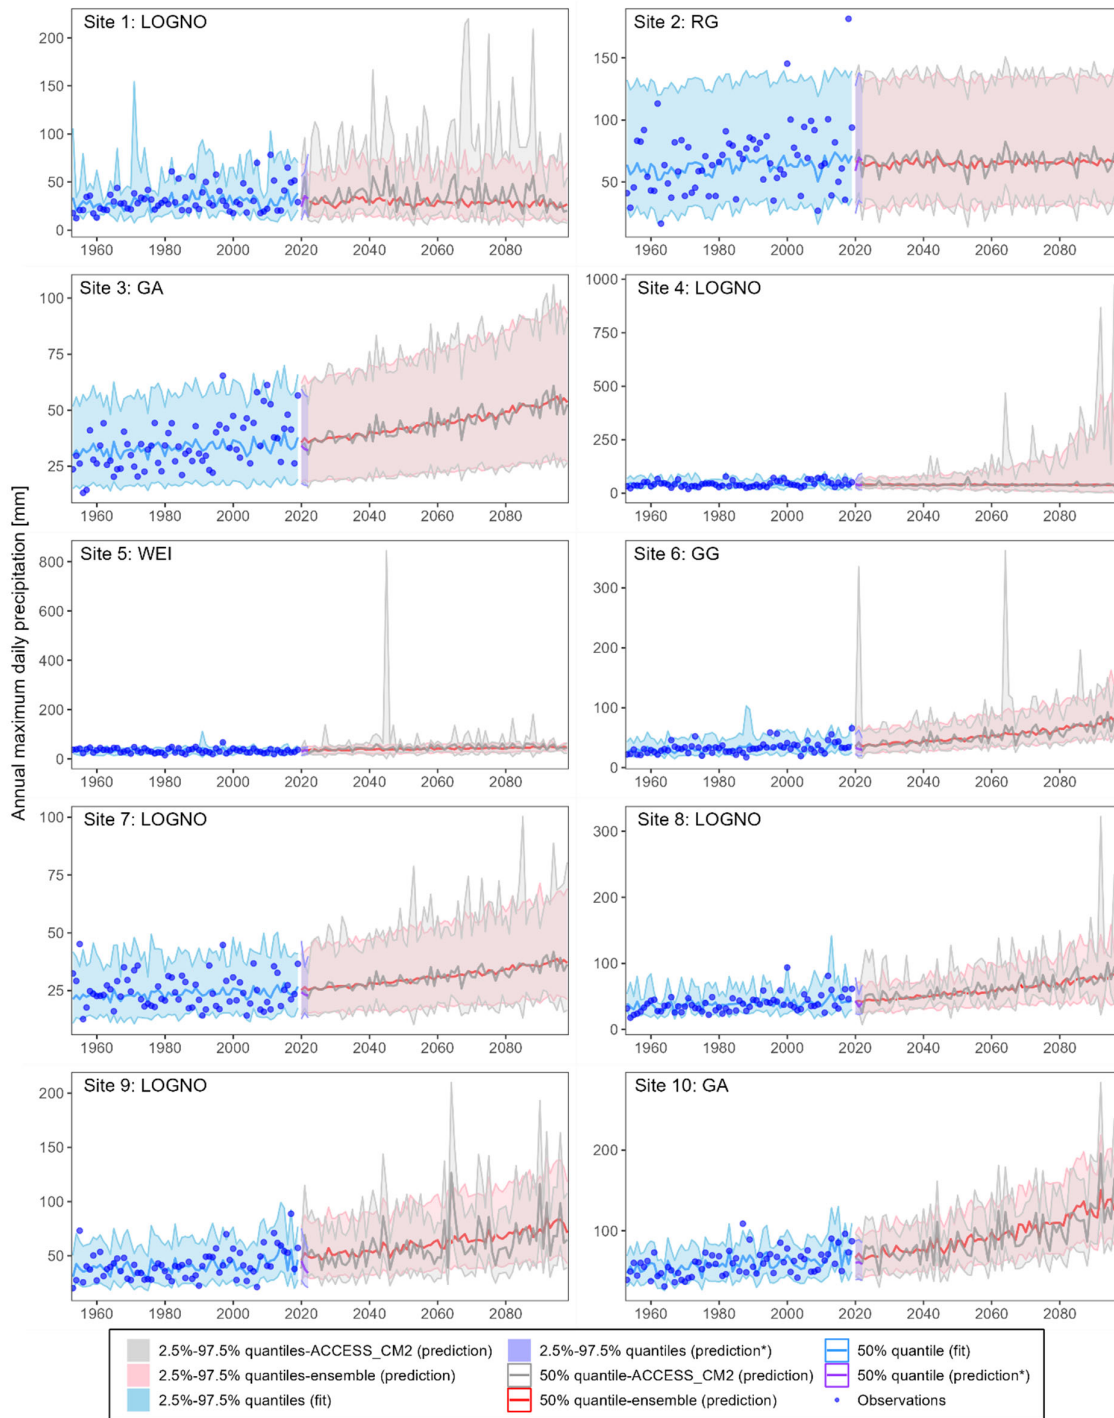 Site 1: LOGNO
Site 2: RG
200
150
100
50
0
150
100
50
1960 1980 2000 2020 2040 2060 2080
1960 1980 2000 2020 2040 2060 2080
Site 3: GA
Site 4: LOGNO
100
75
50
25
1000
750
500
250
0
1960 1980 2000 2020 2040 2060 2080
1960 1980 2000 2020 2040 2060 2080
Annual maximum daily precipitation [mm]
Site 5: WEI
Site 6: GG
800
600
400
200
0
300
200
100
0
1960 1980 2000 2020 2040 2060 2080
1960 1980 2000 2020 2040 2060 2080
Site 7: LOGNO
Site 8: LOGNO
100
75
50
25
300
200
100
0
1960 1980 2000 2020 2040 2060 2080
1960 1980 2000 2020 2040 2060 2080
Site 9: LOGNO
Site 10: GA
200
150
100
50
200
100
1960 1980 2000 2020 2040 2060 2080
1960 1980 2000 2020 2040 2060 2080
2.5%-97.5% quantiles-ACCESS_CM2 (prediction)
2.5%-97.5% quantiles-ensemble (prediction)
2.5%-97.5% quantiles (fit)
2.5%-97.5% quantiles (prediction*)
50% quantile-ACCESS_CM2 (prediction)
50% quantile-ensemble (prediction)
50% quantile (fit)
50% quantile (prediction*)
Observations